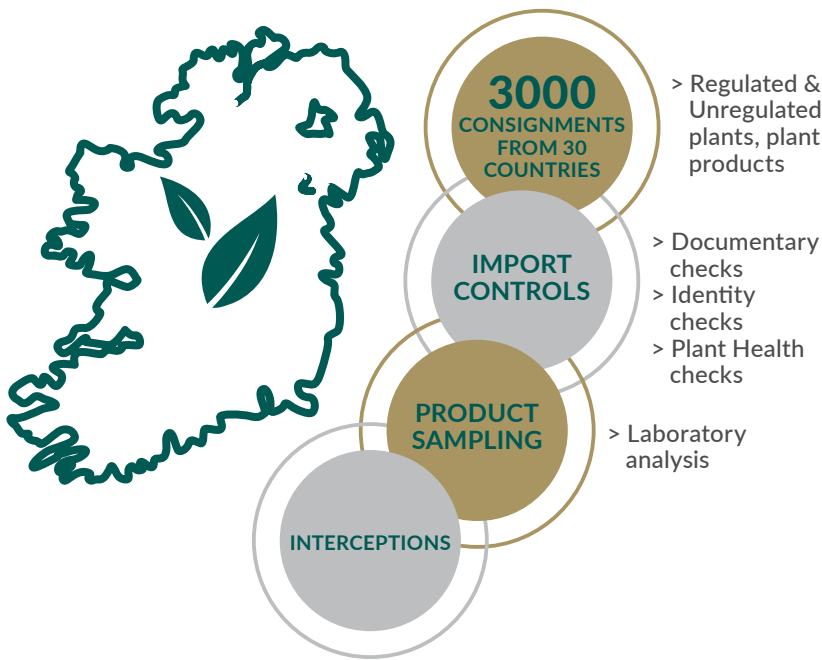 3000
CONSIGNMENTS
FROM 30
COUNTRIES
> Regulated &
Unregulated
plants, plant
products
IMPORT
CONTROLS
> Documentary
checks
> Identity
checks
> Plant Health
checks
PRODUCT
SAMPLING
> Laboratory
analysis
INTERCEPTIONS